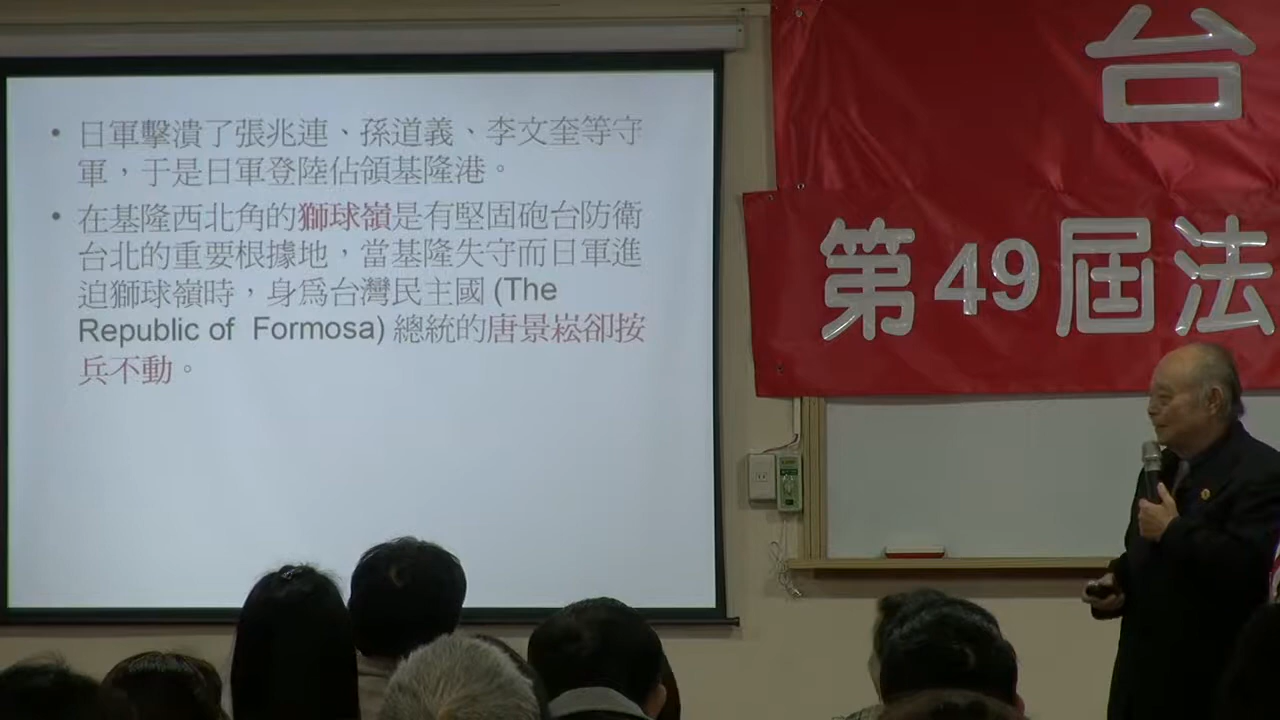 • 日軍擊潰了張兆連、孫道義、李文奎等守
軍，于是日軍登陸佔領基隆港。
• 在基隆西北角的獅球嶺是有堅固砲台防衛
台北的重要根據地，當基隆失守而日軍進
迫獅球嶺時，身爲台灣民主國 (The
Republic of Formosa) 總統的唐景崧卻按
兵不動。
台
第49屆法